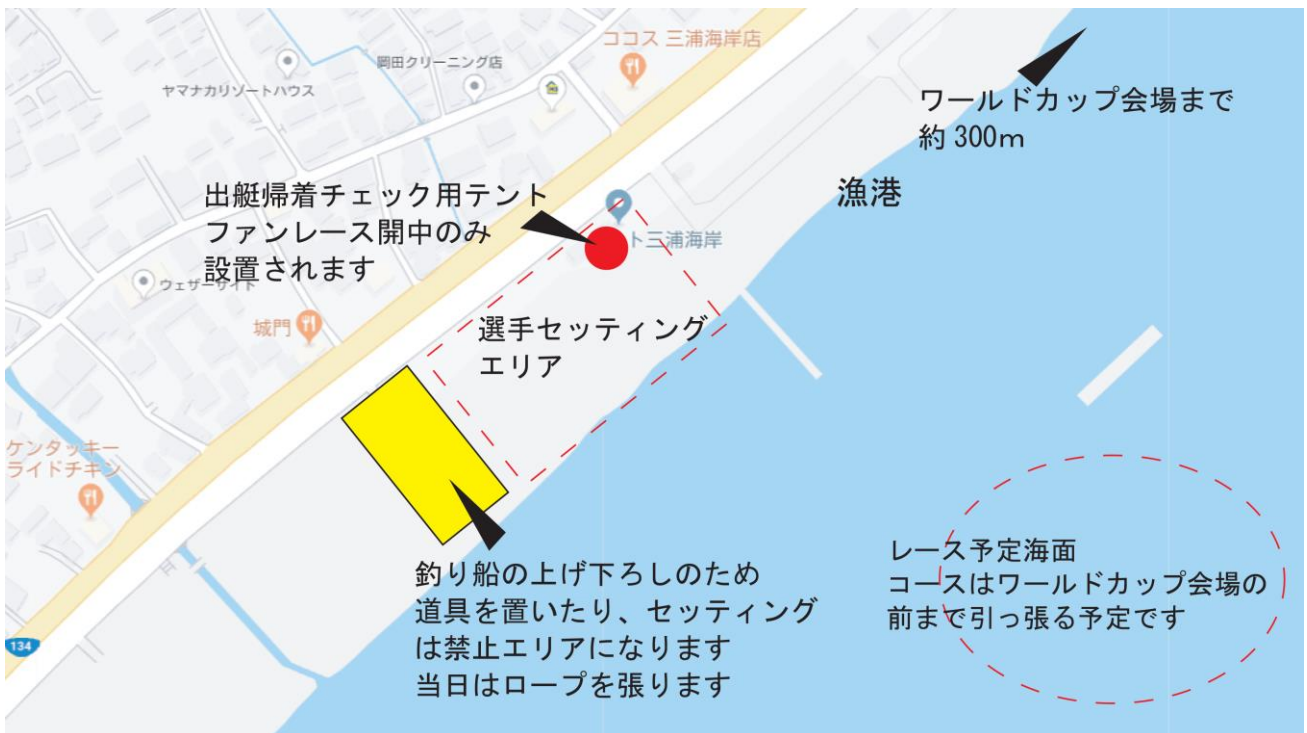 ココス 三浦海岸店
岡田クリーニング店
ヤマナカリゾートハウス
ワールドカップ会場まで
約 300m
漁港
出艇帰着チェック用テント
ファンレース開中のみ
設置されます
ト三浦海岸
ウェザーサイド
城門
選手セッティング
エリア
ケンタッキー
ライドチキン
釣り船の上げ下ろしのため
道具を置いたり、セッティング
は禁止エリアになります
当日はロープを張ります
レース予定海面
コースはワールドカップ会場の
前まで引っ張る予定です
134